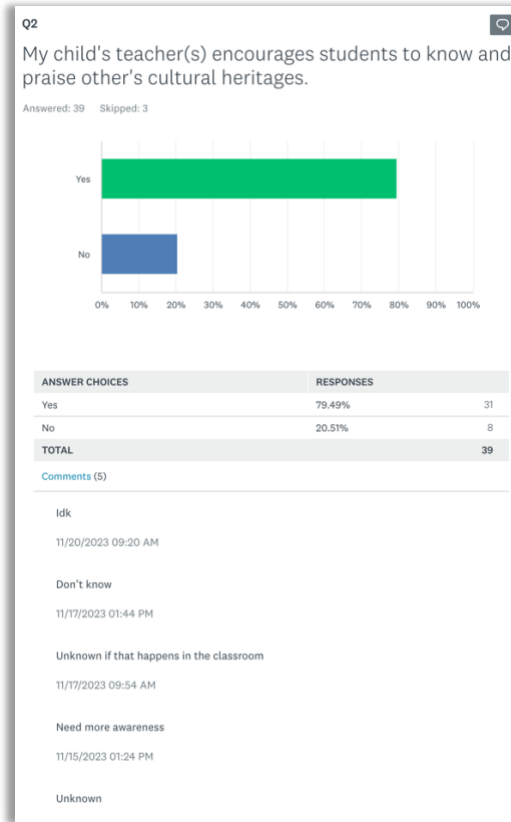 Q2
My child's teacher(s) encourages students to know and
praise other's cultural heritages.
Answered: 39 Skipped: 3
Yes
No
0% 10% 20% 30% 40% 50% 60% 70% 80% 90% 100%
ANSWER CHOICES RESPONSES
Yes 79.49% 31
No 20.51% 8
TOTAL 39
Comments (5)
Idk
11/20/2023 09:20 AM
Don't know
11/17/2023 01:44 PM
Unknown if that happens in the classroom
11/17/2023 09:54 AM
Need more awareness
11/15/2023 01:24 PM
Unknown